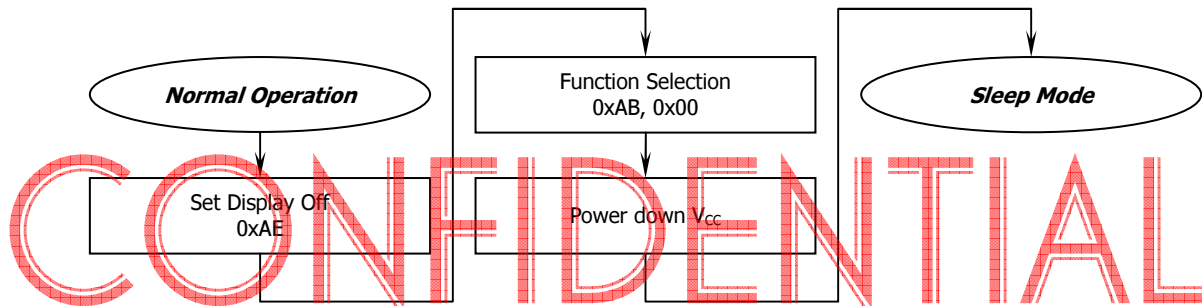 Normal Operation
Set Display Off
0xAE
Function Selection
0xAB, 0x00
Power down VCC
Sleep Mode
CONFIDENTIAL